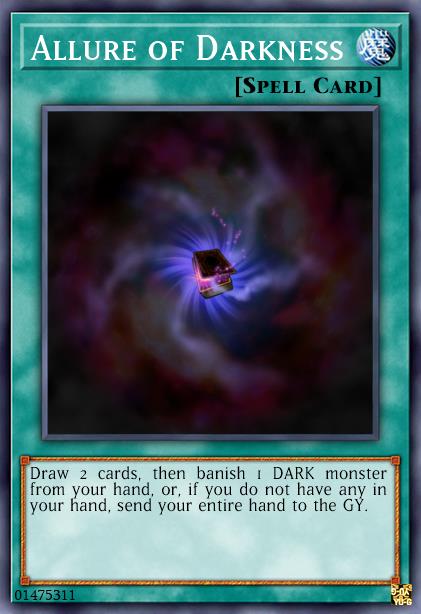 Allure of Darkness 魔
[Spell Card]
Draw 2 cards, then banish 1 DARK monster
from your hand, or, if you do not have any in
your hand, send your entire hand to the GY.
01475311